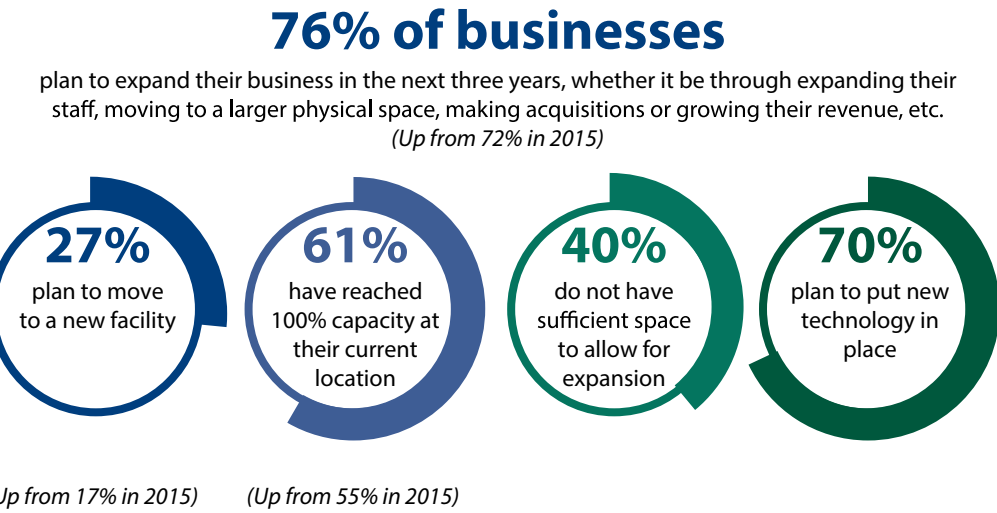 76% of businesses
plan to expand their business in the next three years, whether it be through expanding their
staff, moving to a larger physical space, making acquisitions or growing their revenue, etc.
(Up from 72% in 2015)
27%
plan to move
to a new facility
61%
have reached
100% capacity at
their current
location
40%
do not have
sufficient space
to allow for
expansion
70%
plan to put new
technology in
place
Up from 17% in 2015)
(Up from 55% in 2015)